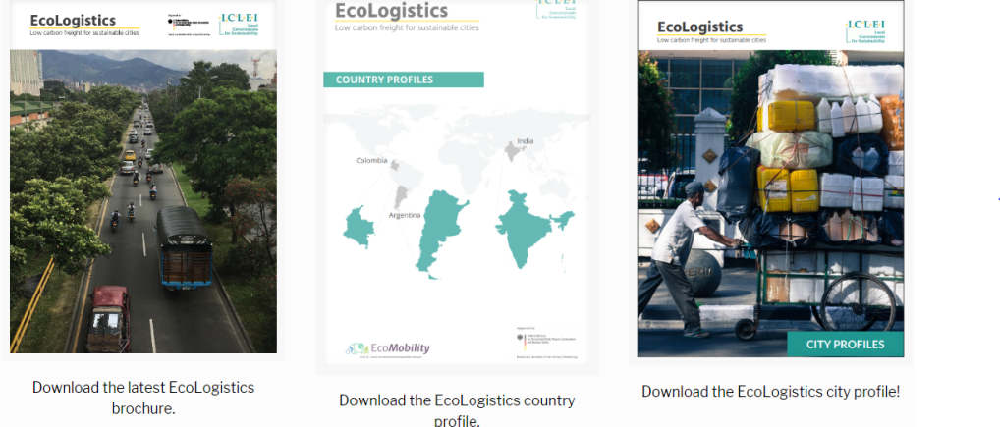 EcoLogistics
Low carbon freight for sustainable cities
I.C.L.E.I
Local
Governments
for Sustainability
Download the latest EcoLogistics
brochure.
EcoLogistics
Low carbon freight for sustainable cities
COUNTRY PROFILES
India
Colombia
Argentina
EcoMobility
Download the EcoLogistics country
profile.
EcoLogistics
Low carbon freight for sustainable cities
I.C.L.E.I
Local
Governments
for Sustainability
CITY PROFILES
Download the EcoLogistics city profile!